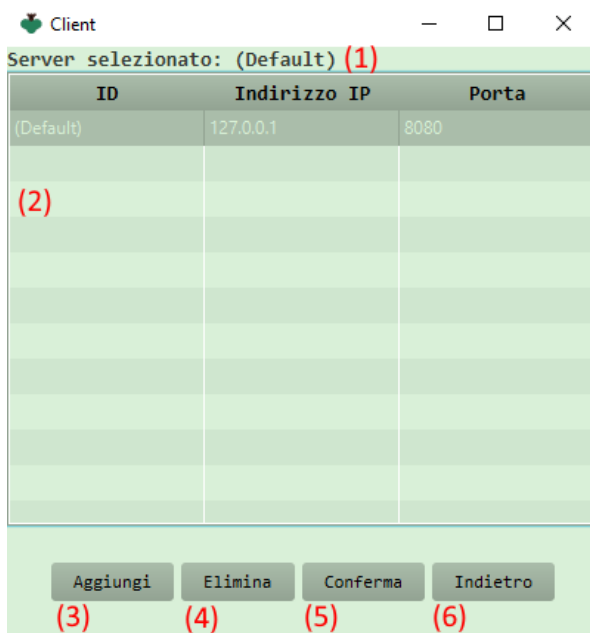 Client
Server selezionato: (Default) (1)
ID Indirizzo IP Porta
(Default) 127.0.0.1 8080
(2)
Aggiungi Elimina Conferma Indietro
(3) (4) (5) (6)